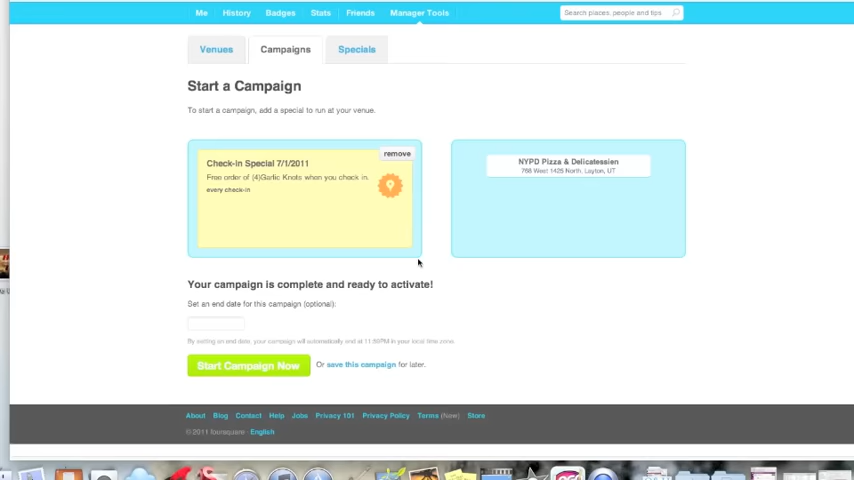 Me History Badges Stats Friends Manager Tools Search places, people and tips
Venues Campaigns Specials
Start a Campaign
To start a campaign, add a special to run at your venue.
remove
Check-in Special 7/1/2011
Free order of (4)Garlic Knots when you check in.
every check-in
NYPD Pizza & Delicatessien
766 West 1425 North, Layton, UT
Your campaign is complete and ready to activate!
Set an end date for this campaign (optional):
By setting an end date, your campaign will automatically end at 11:59PM in your local time zone.
Start Campaign Now Or save this campaign for later.
About Blog Contact Help Jobs Privacy 101 Privacy Policy Terms (New) Store
© 2011 foursquare · English